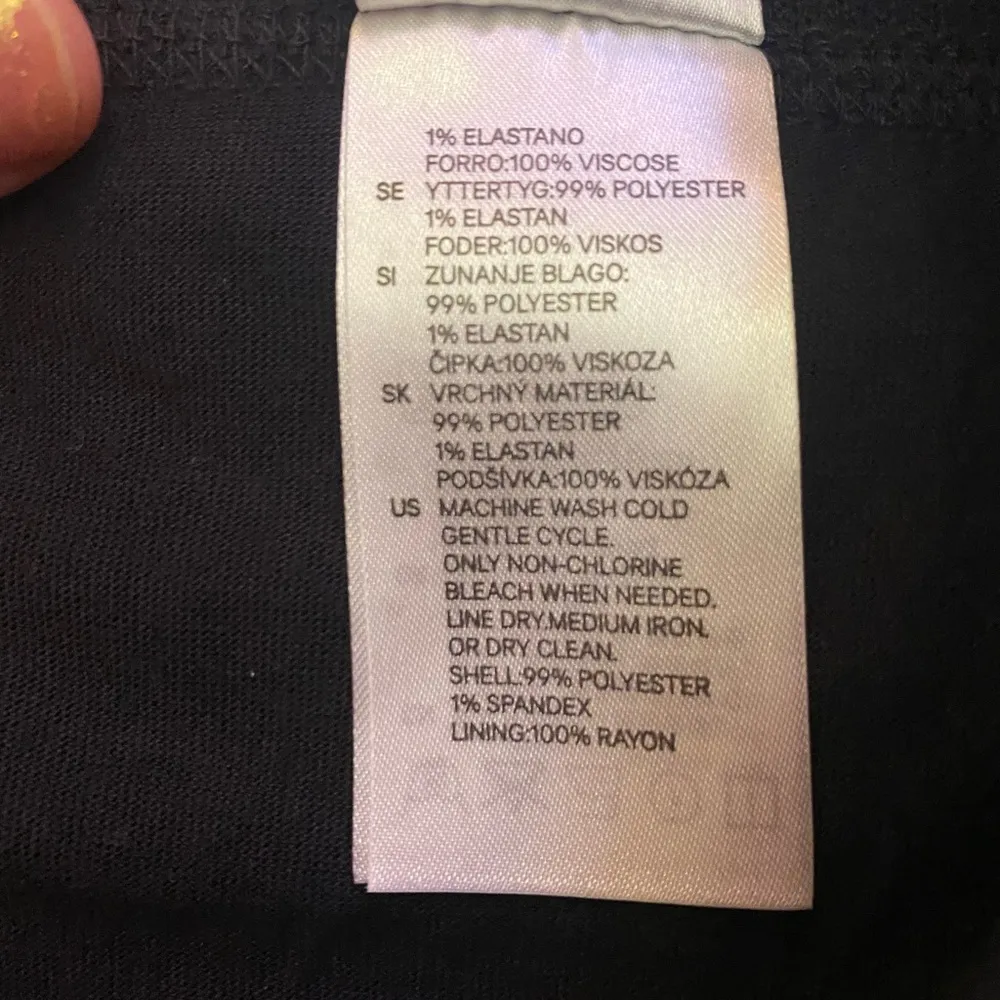 1% ELASTANO
FORRO:100% VISCOSE
SE YTTERTYG:99% POLYESTER
1% ELASTAN
FODER:100% VISKOS
SI ZUNANJE BLAGO:
99% POLYESTER
1% ELASTAN
ČIPKA:100% VISKOZA
SK VRCHNÝ MATERIÁL:
99% POLYESTER
1% ELASTAN
PODŠÍVKA:100% VISKÓZA
US MACHINE WASH COLD
GENTLE CYCLE.
ONLY NON-CHLORINE
BLEACH WHEN NEEDED.
LINE DRY.MEDIUM IRON.
OR DRY CLEAN.
SHELL:99% POLYESTER
1% SPANDEX
LINING:100% RAYON